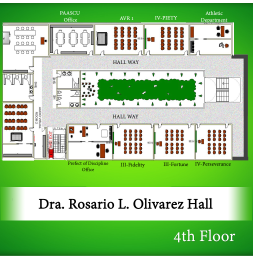 PAASCU
Office
AVR 1
IV-PIETY
Athletic
Department
HALL WAY
HALL WAY
Prefect of Discipline
Office
III-Fidelity
III-Fortune
IV-Perseverance
Dra. Rosario L. Olivarez Hall
4th Floor